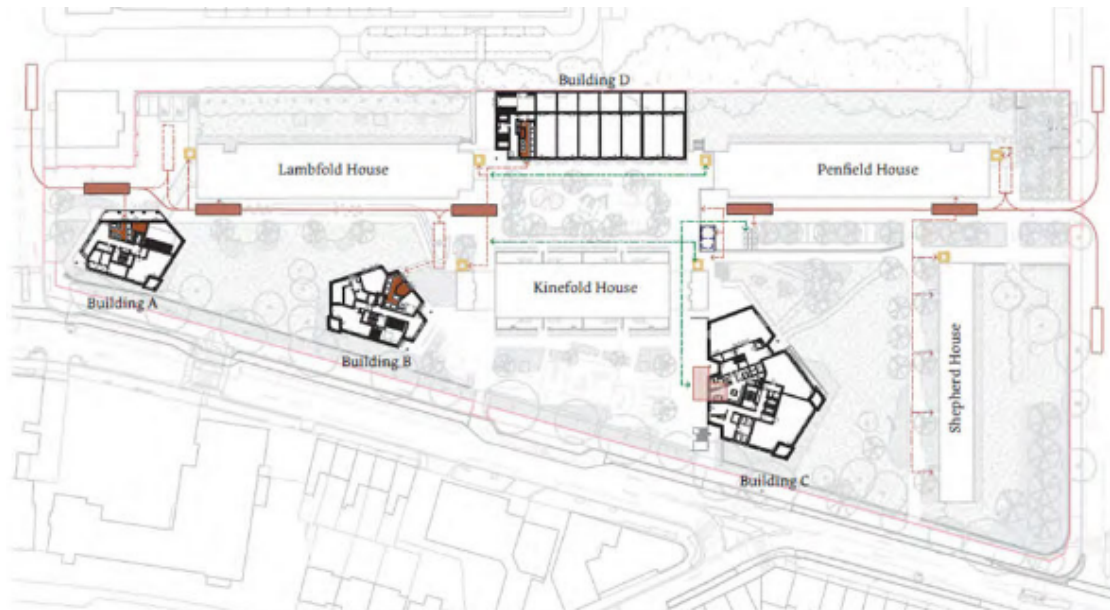 Building D
Lambfold House
Penfield House
Building A
Kinefold House
Building B
Shepherd House
Building C